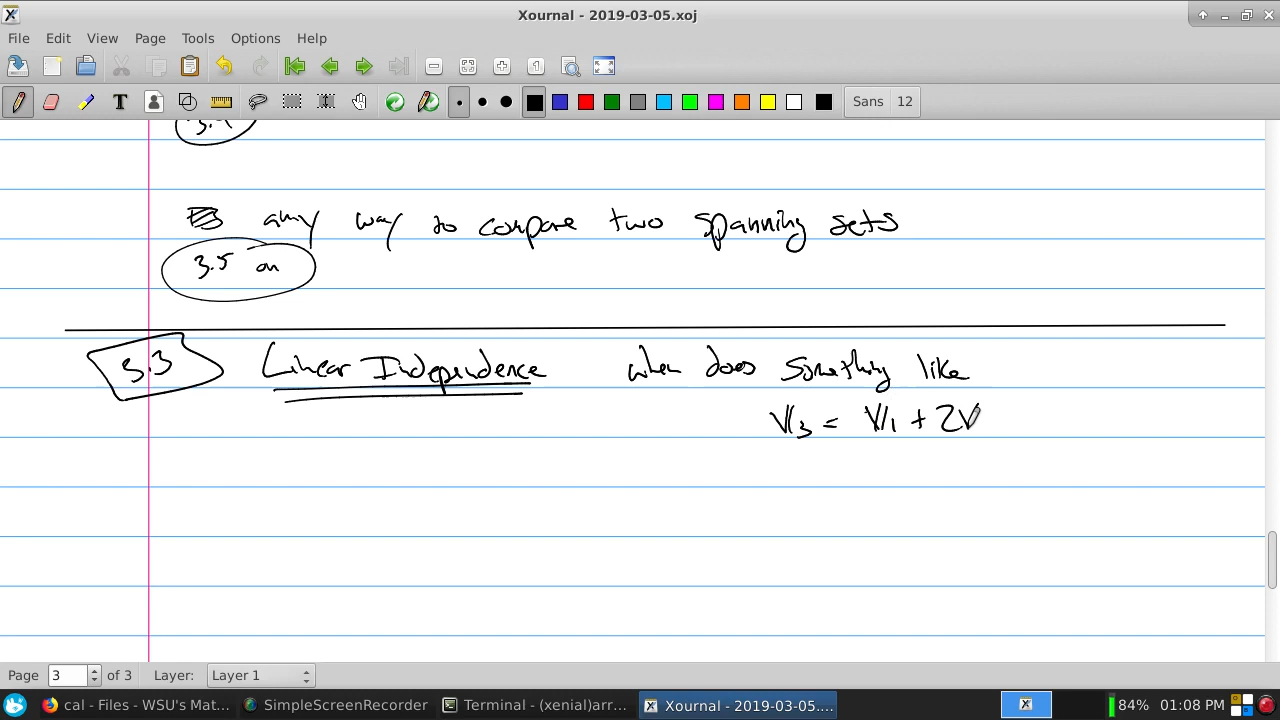 Xournal - 2019-03-05.xoj
File Edit View Page Tools Options Help
Sans 12
any way to compare two spanning sets
3.5 on
3.3 Linear Independence when does something like
V3 = V1 + 2V
Page 3 of 3 Layer: Layer 1
cal - Files - WSU's Mat... SimpleScreenRecorder Terminal - (xenial)arr... Xournal - 2019-03-05.... 84% 01:08 PM